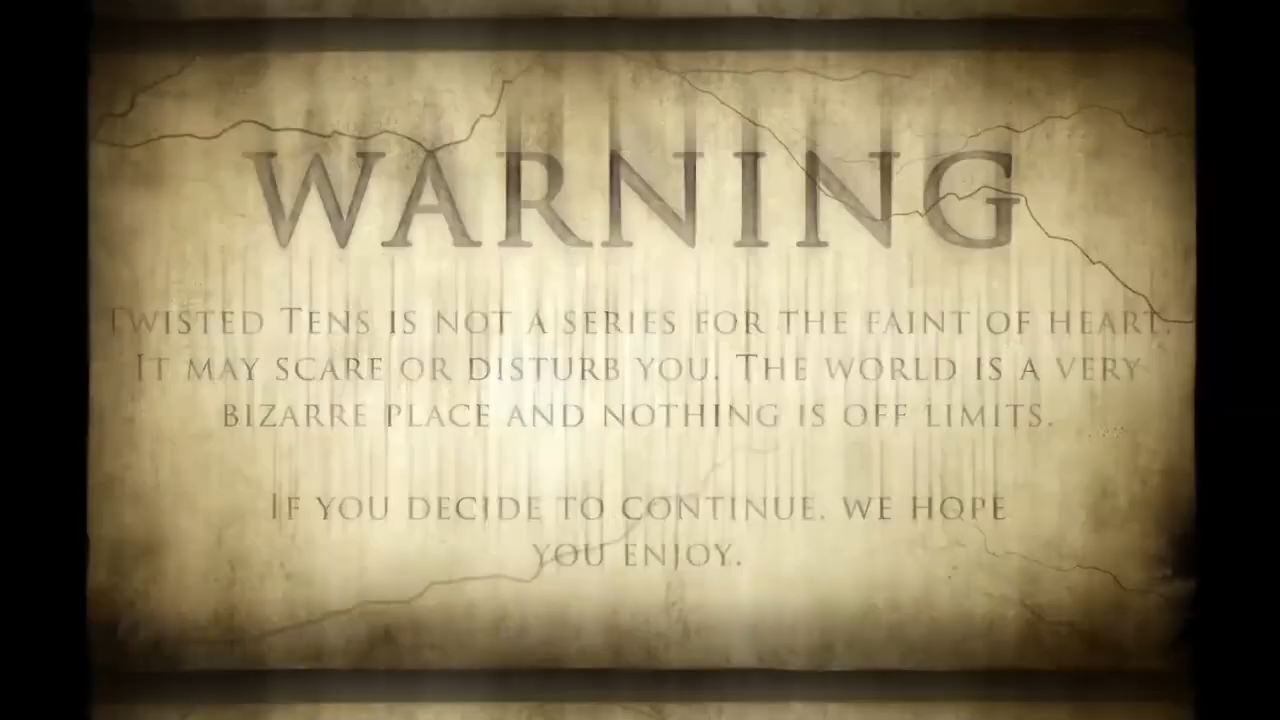 WARNING
TWISTED TENS IS NOT A SERIES FOR THE FAINT OF HEART.
IT MAY SCARE OR DISTURB YOU. THE WORLD IS A VERY
BIZARRE PLACE AND NOTHING IS OFF LIMITS.
IF YOU DECIDE TO CONTINUE, WE HOPE
YOU ENJOY.